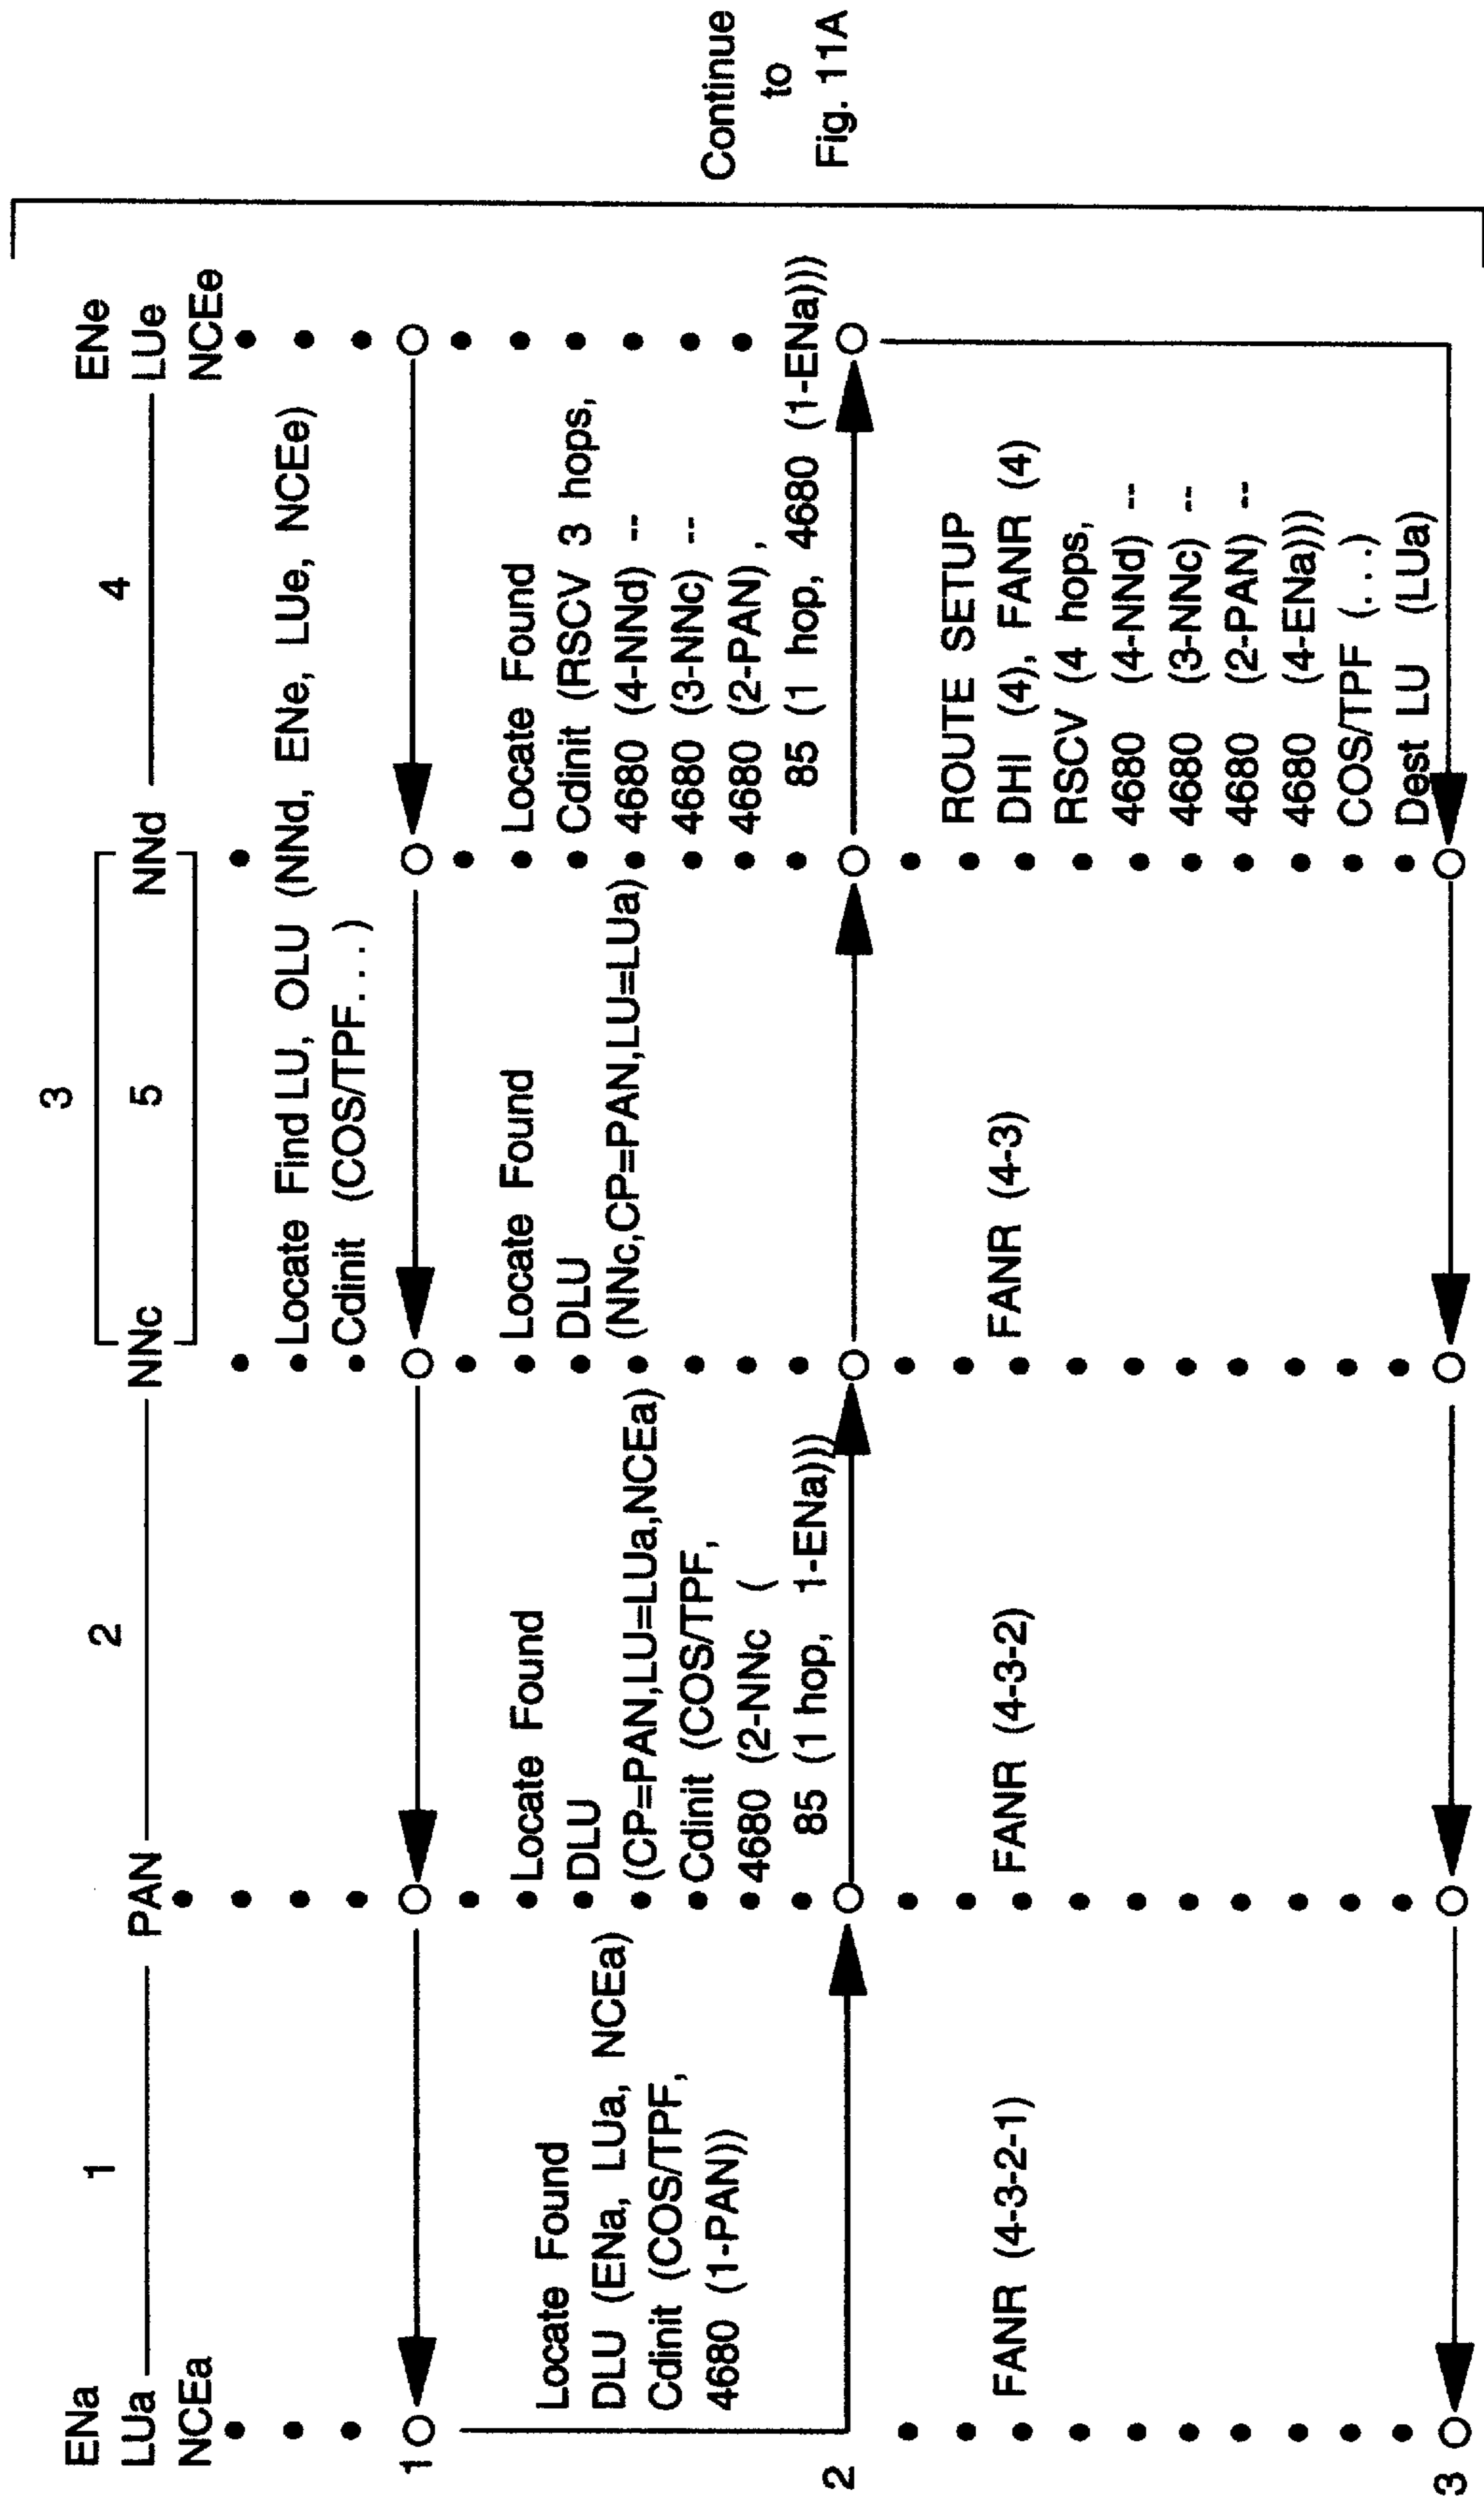 3
1
2
5
4
ENa
LUa
NCEa
PAN
NNc
NNd
ENe
LUe
NCEe
Locate Find LU, OLU (NNd, ENe, LUe, NCEe)
Cdinit (COS/TPF....)
1
Locate Found
DLU (ENa, LUa, NCEa)
Cdinit (COS/TPF,
4680 (1-PAN))
Locate Found
DLU
(CP=PAN,LU=LUa,NCEa)
Cdinit (COS/TPF,
4680 (2-NNc (
85 (1 hop, 1-ENa)))
Locate Found
DLU
(NNc,CP=PAN,LU=LUa)
Locate Found
Cdinit (RSCV 3 hops,
4680 (4-NNd) --
4680 (3-NNc) --
4680 (2-PAN),
85 (1 hop, 4680 (1-ENa)))
2
FANR (4-3-2-1)
FANR (4-3-2)
FANR (4-3)
ROUTE SETUP
DHI (4), FANR (4)
RSCV (4 hops,
4680 (4-NNd) --
4680 (3-NNc) --
4680 (2-PAN) --
4680 (4-ENa)))
COS/TPF (...)
Dest LU (LUa)
3
Continue
to
Fig. 11A